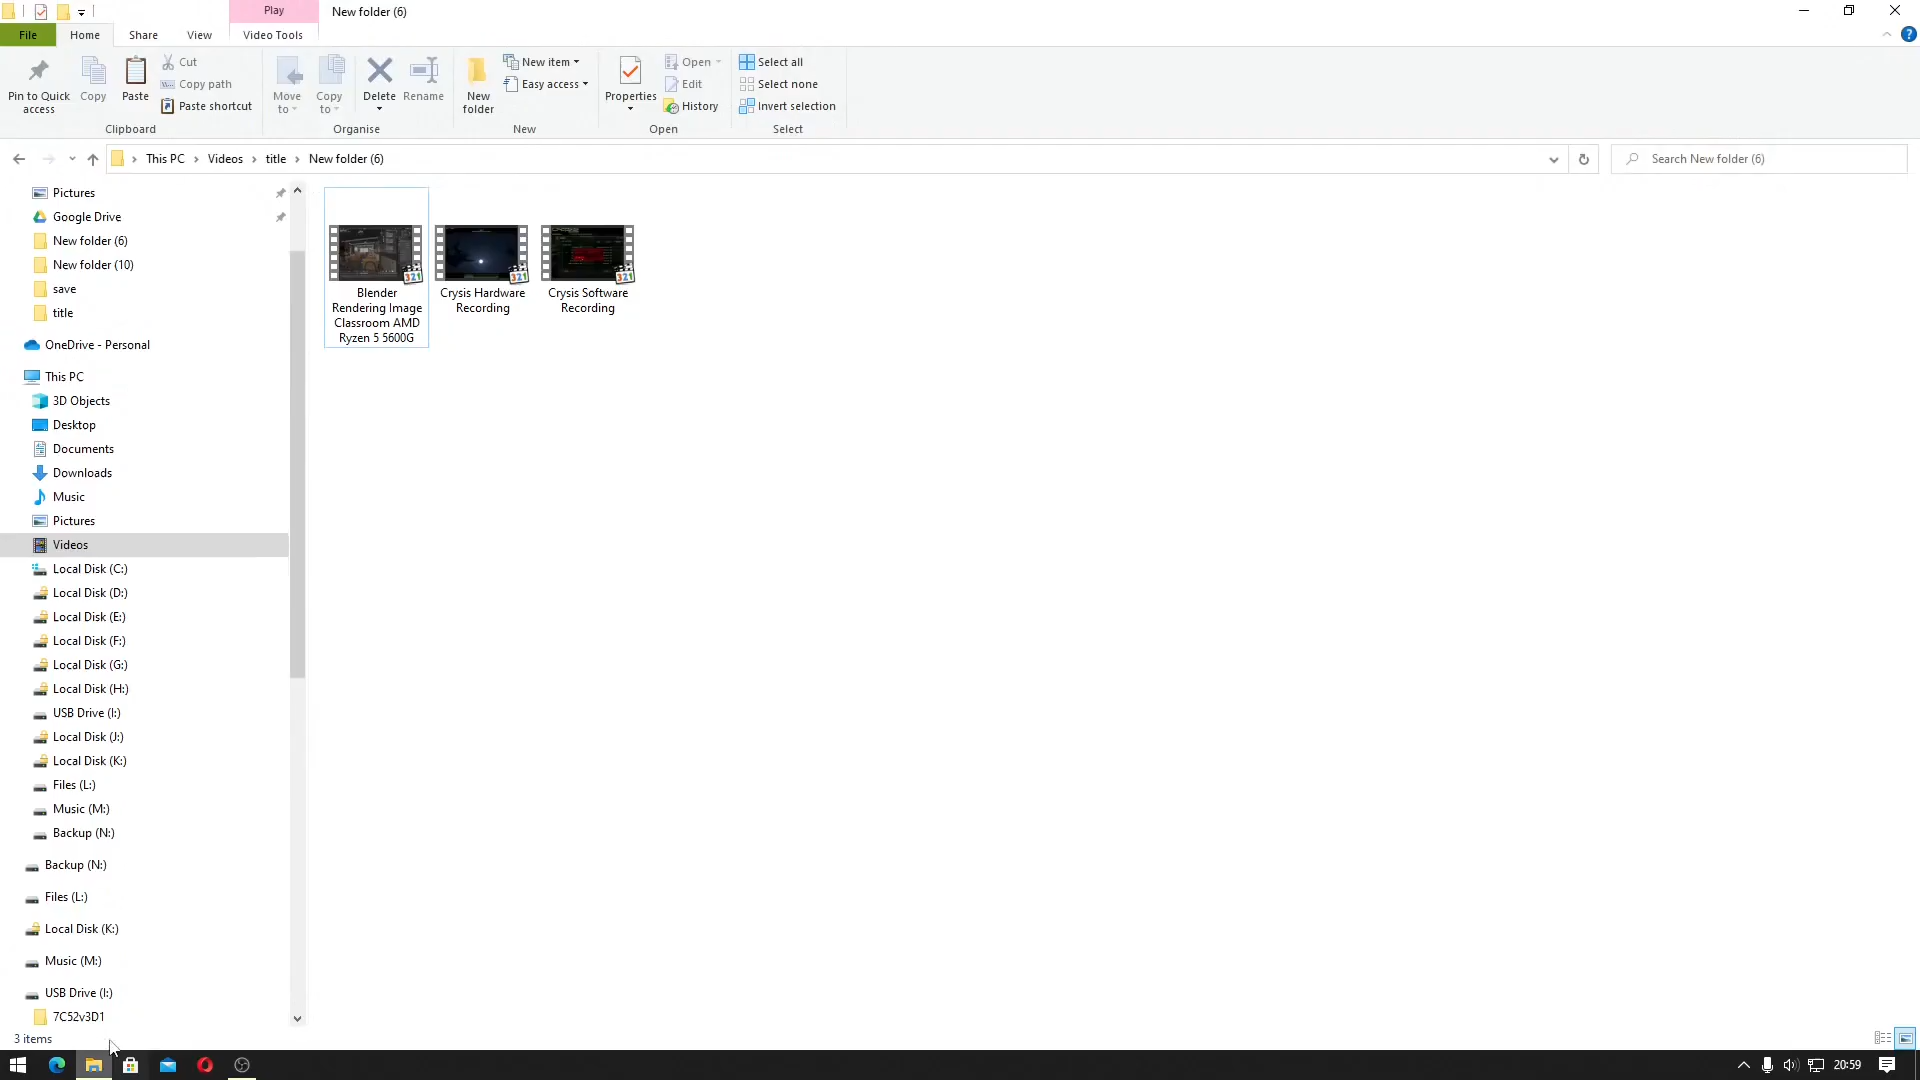 Play
New folder (6)
File
Home
Share
View
Video Tools
Pin to Quick
access
Copy
Paste
Cut
Copy path
Paste shortcut
Clipboard
Move
to
Copy
to
Delete
Rename
Organise
New
folder
New item
Easy access
New
Properties
Open
Edit
History
Open
Select all
Select none
Invert selection
Select
This PC
Videos
title
New folder (6)
Search New folder (6)
Pictures
Google Drive
New folder (6)
New folder (10)
save
title
OneDrive - Personal
This PC
3D Objects
Desktop
Documents
Downloads
Music
Pictures
Videos
Local Disk (C:)
Local Disk (D:)
Local Disk (E:)
Local Disk (F:)
Local Disk (G:)
Local Disk (H:)
USB Drive (I:)
Local Disk (J:)
Local Disk (K:)
Files (L:)
Music (M:)
Backup (N:)
Backup (N:)
Files (L:)
Local Disk (K:)
Music (M:)
USB Drive (I:)
7C52v3D1
321
321
321
Blender
Rendering Image
Classroom AMD
Ryzen 5 5600G
Crysis Hardware
Recording
Crysis Software
Recording
3 items
20:59